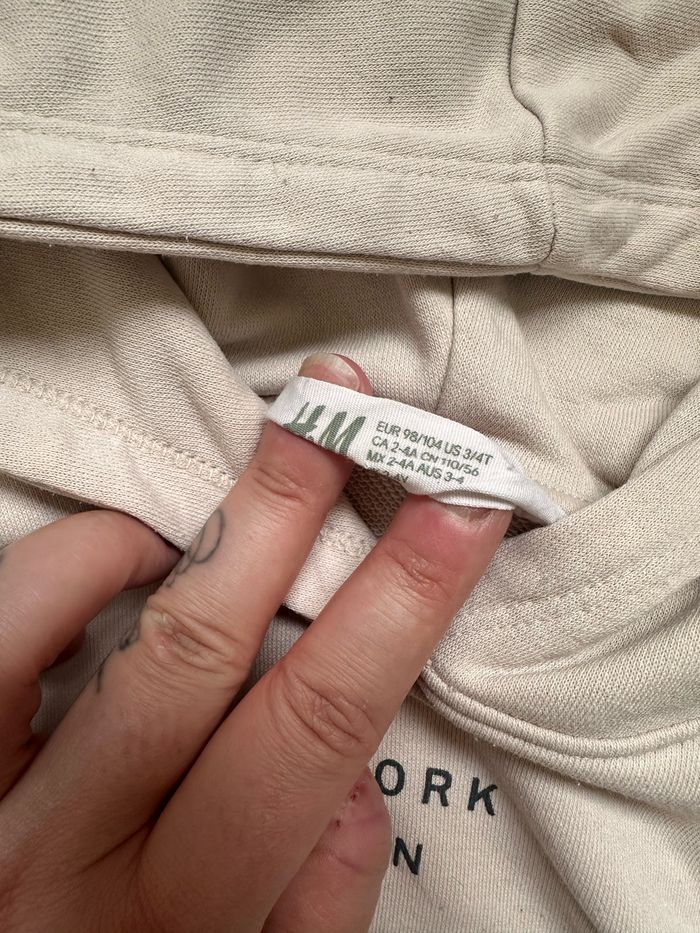 H&M
EUR 98/104 US 3/4T
CA 2-4A CN 110/56
MX 2-4A AUS 3-4
ORK
N